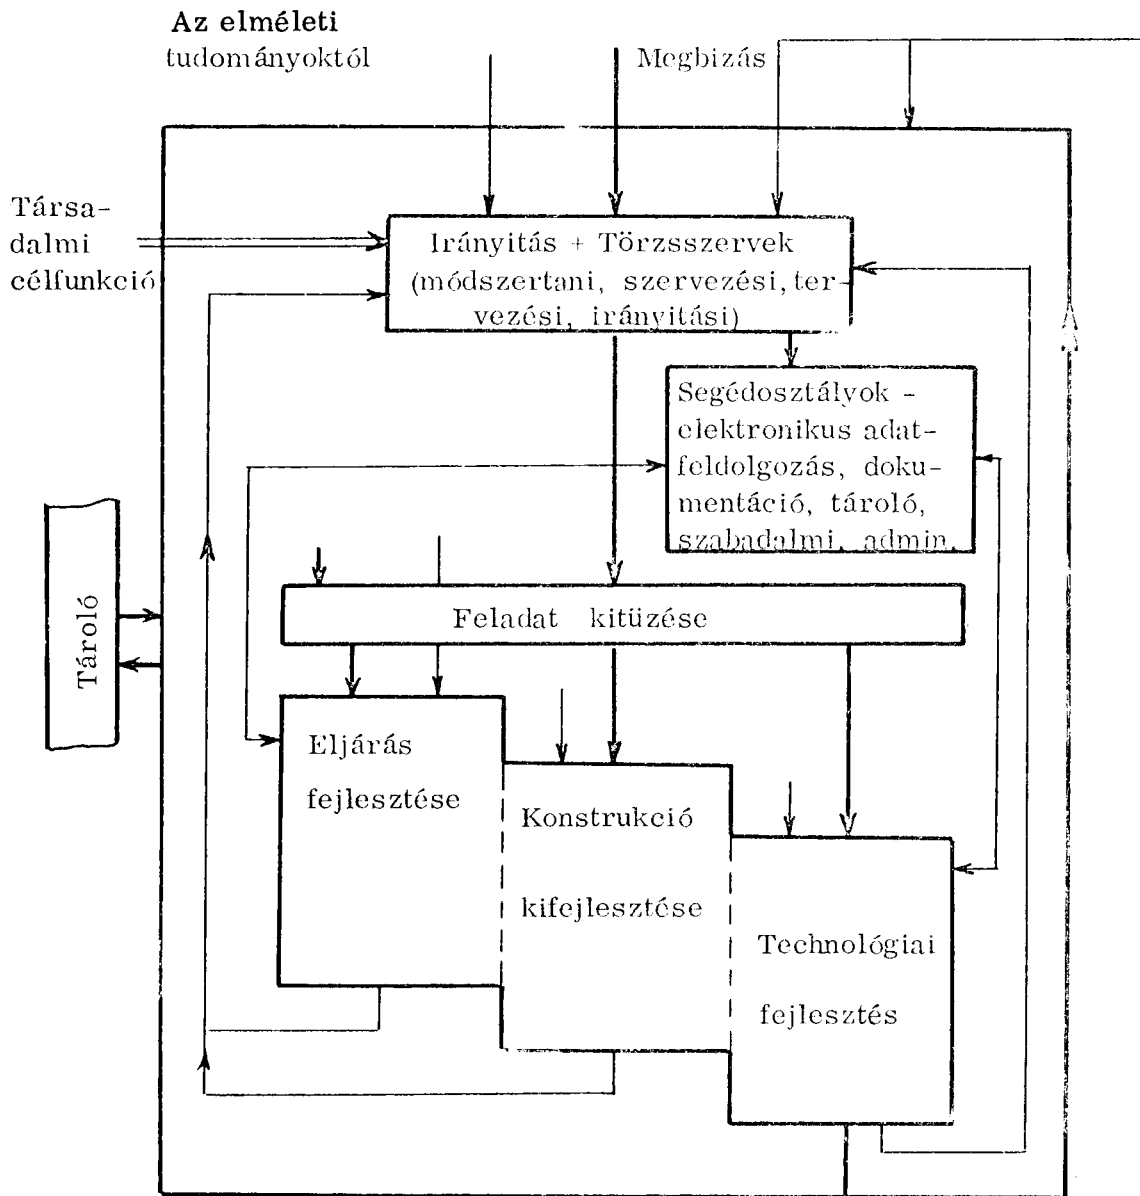 Az elméleti
tudományoktól
Megbizás
Társa-
dalmi
célfunkció
Irányitás + Törzsszervek
(módszertani, szervezési, ter-
vezési, irányitási)
Segédosztályok -
elektronikus adat-
feldolgozás, doku-
mentáció, tároló,
szabadalmi, admin.
Tároló
Feladat kitüzése
Eljárás
fejlesztése
Konstrukció
kifejlesztése
Technológiai
fejlesztés